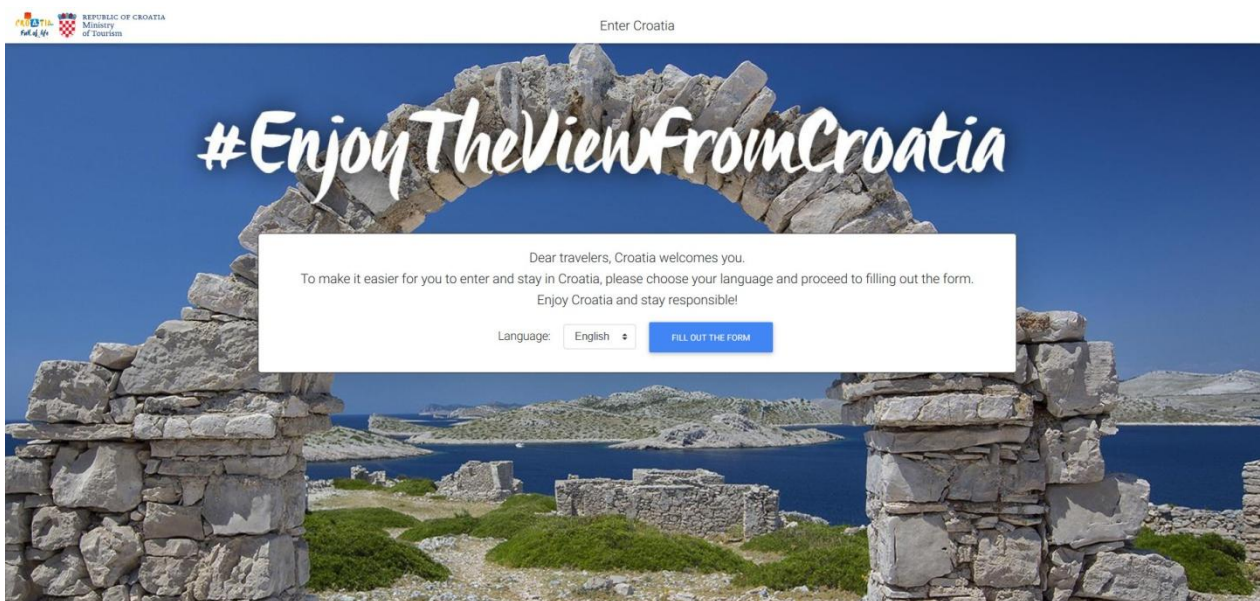 CROATIA
Full of life
REPUBLIC OF CROATIA
Ministry
of Tourism
Enter Croatia
#EnjoyTheViewFromCroatia
Dear travelers, Croatia welcomes you.
To make it easier for you to enter and stay in Croatia, please choose your language and proceed to filling out the form.
Enjoy Croatia and stay responsible!
Language: English FILL OUT THE FORM